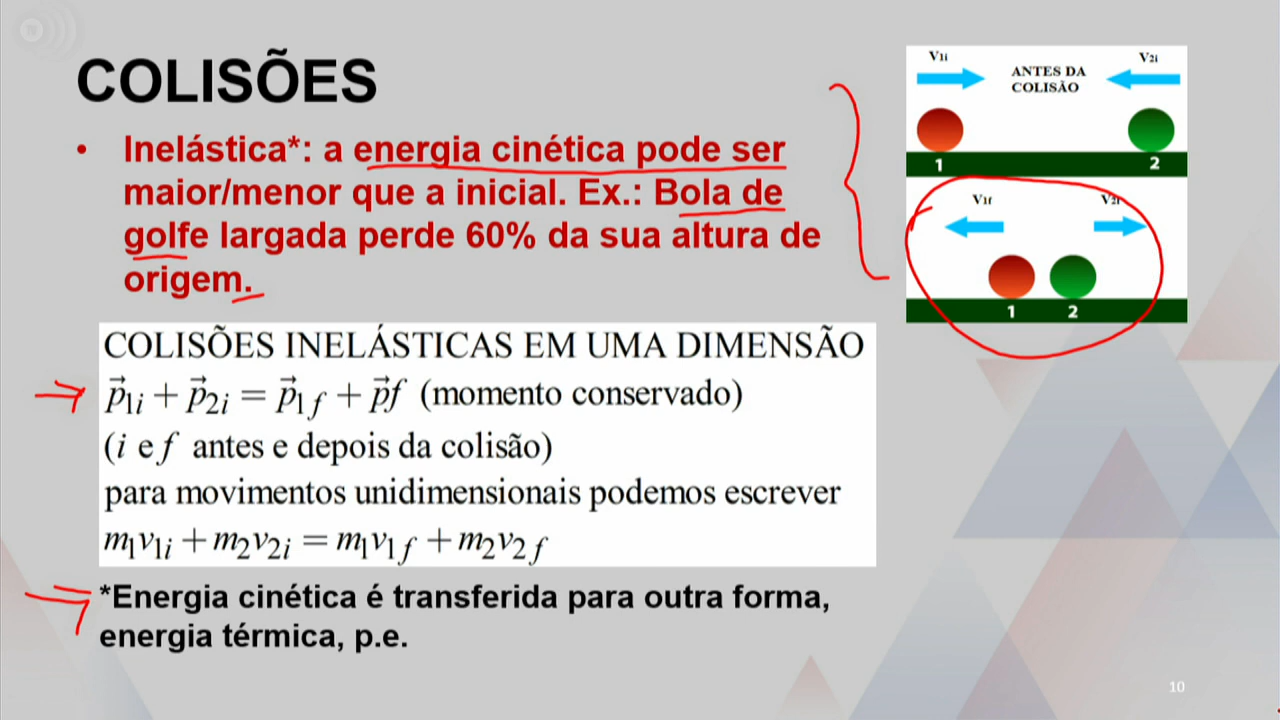 COLISÕES
• Inelástica*: a energia cinética pode ser
maior/menor que a inicial. Ex.: Bola de
golfe largada perde 60% da sua altura de
origem.
COLISÕES INELÁSTICAS EM UMA DIMENSÃO
p⃗1i + p⃗2i = p⃗1f + p⃗f (momento conservado)
(i e f antes e depois da colisão)
para movimentos unidimensionais podemos escrever
m1v1i + m2v2i = m1v1f + m2v2f
*Energia cinética é transferida para outra forma,
energia térmica, p.e.
V1i
V2i
ANTES DA
COLISÃO
1
2
V1f
V2f
1
2
10